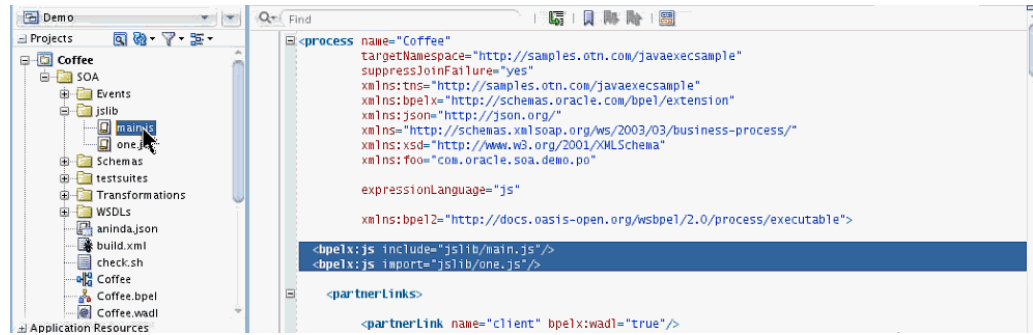 Demo
Projects
Coffee
SOA
Events
jslib
main.js
one.js
Schemas
testsuites
Transformations
WSDLs
aninda.json
build.xml
check.sh
Coffee
Coffee.bpel
Coffee.wadl
Application Resources
Find
<process name="Coffee"
targetNamespace="http://samples.otn.com/javaexecsample"
suppressJoinFailure="yes"
xmlns:tns="http://samples.otn.com/javaexecsample"
xmlns:bpelx="http://schemas.oracle.com/bpel/extension"
xmlns:json="http://json.org/"
xmlns="http://schemas.xmlsoap.org/ws/2003/03/business-process/"
xmlns:xsd="http://www.w3.org/2001/XMLSchema"
xmlns:foo="com.oracle.soa.demo.po"
expressionLanguage="js"
xmlns:bpel2="http://docs.oasis-open.org/wsbpel/2.0/process/executable">
<bpelx:js include="jslib/main.js"/>
<bpelx:js import="jslib/one.js"/>
<partnerLinks>
<partnerLink name="client" bpelx:wadl="true"/>